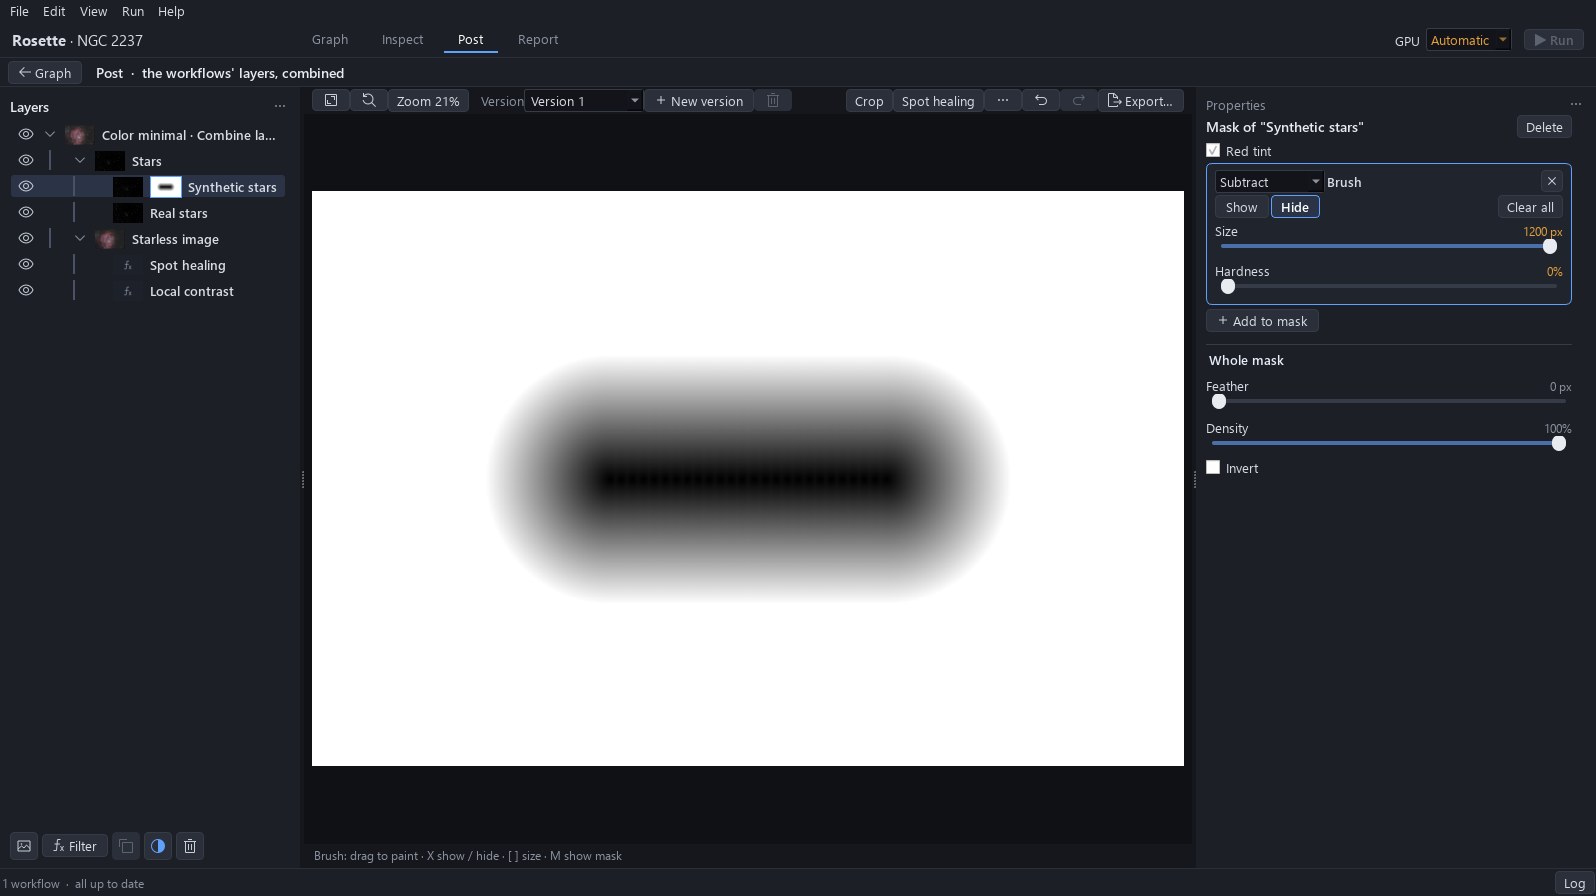 File Edit View Run Help
Rosette · NGC 2237
Graph Inspect Post Report
GPU Automatic Run
Graph
Post · the workflows' layers, combined
Layers
Color minimal · Combine la...
Stars
Synthetic stars
Real stars
Starless image
fx Spot healing
fx Local contrast
fx Filter
Zoom 21% Version Version 1 + New version
Crop Spot healing ... Export...
Brush: drag to paint · X show / hide · [ ] size · M show mask
Properties
Mask of "Synthetic stars" Delete
Red tint
Subtract Brush
Show Hide Clear all
Size 1200 px
Hardness 0%
+ Add to mask
Whole mask
Feather 0 px
Density 100%
Invert
1 workflow · all up to date
Log